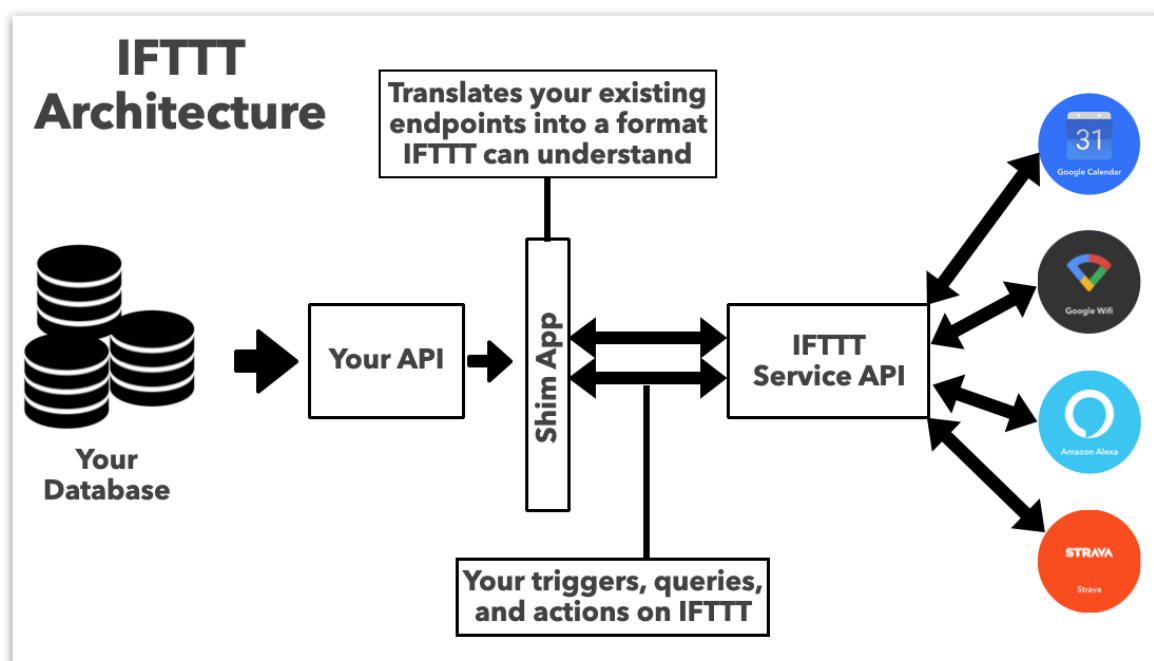 IFTTT
Architecture
Translates your existing
endpoints into a format
IFTTT can understand
Your
Database
Your API
Shim App
IFTTT
Service API
Your triggers, queries,
and actions on IFTTT
31
Google Calendar
Google Wifi
Amazon Alexa
STRAVA
Strava